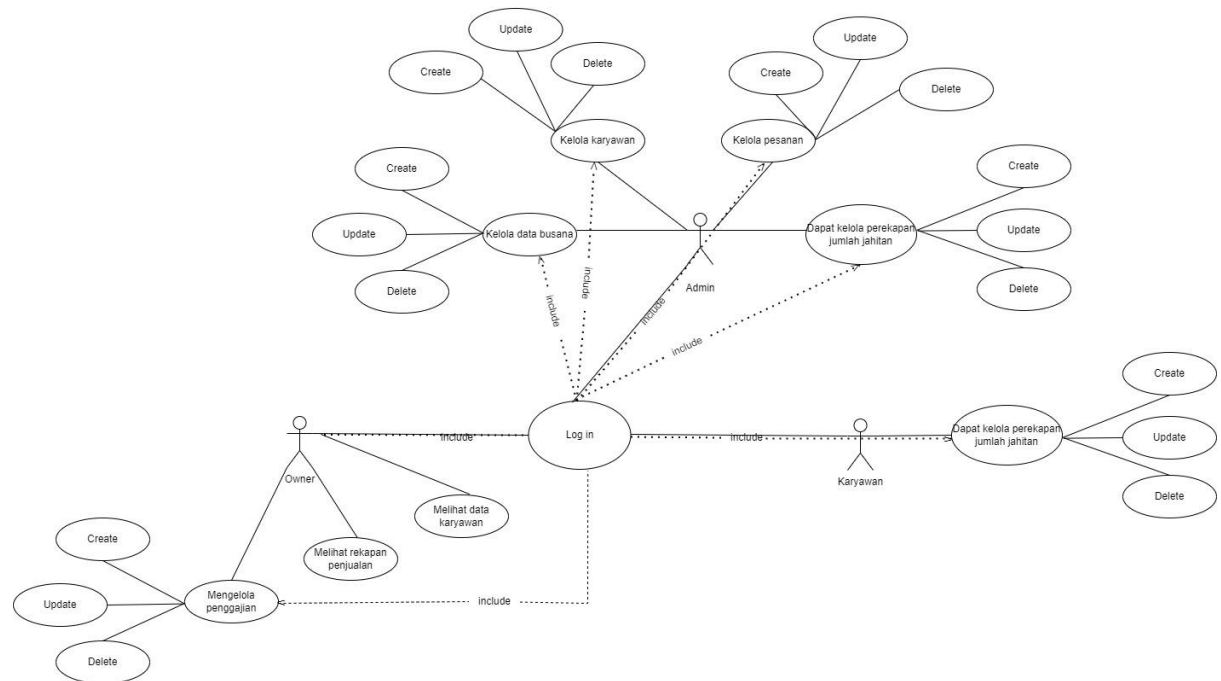 Update
Update
Create
Delete
Create
Delete
Kelola karyawan
Kelola pesanan
Create
Create
Update
Kelola data busana
Dapat kelola perekapan
jumlah jahitan
Update
Delete
Delete
Admin
include
include
include
include
Create
Log in
include
include
Dapat kelola perekapan
jumlah jahitan
Update
Owner
Karyawan
Delete
Melihat data
karyawan
Create
Melihat rekapan
penjualan
Update
Mengelola
penggajian
include
Delete